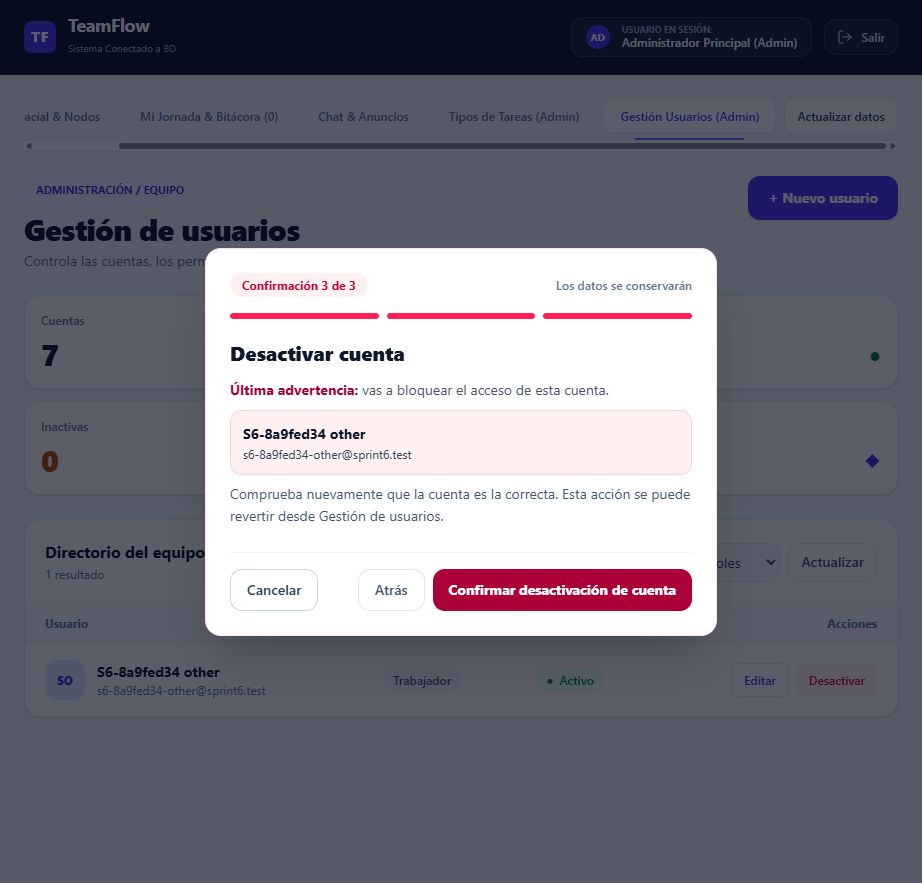 TF
TeamFlow
Sistema Conectado a BD
AD
USUARIO EN SESIÓN:
Administrador Principal (Admin)
Salir
acial & Nodos
Mi Jornada & Bitácora (0)
Chat & Anuncios
Tipos de Tareas (Admin)
Gestión Usuarios (Admin)
Actualizar datos
ADMINISTRACIÓN / EQUIPO
+ Nuevo usuario
Gestión de usuarios
Controla las cuentas, los perm
Cuentas
7
Inactivas
0
Confirmación 3 de 3
Los datos se conservarán
Desactivar cuenta
Última advertencia: vas a bloquear el acceso de esta cuenta.
S6-8a9fed34 other
s6-8a9fed34-other@sprint6.test
Comprueba nuevamente que la cuenta es la correcta. Esta acción se puede
revertir desde Gestión de usuarios.
Cancelar
Atrás
Confirmar desactivación de cuenta
Directorio del equipo
1 resultado
oles
Actualizar
Usuario
Acciones
SO
S6-8a9fed34 other
s6-8a9fed34-other@sprint6.test
Trabajador
Activo
Editar
Desactivar